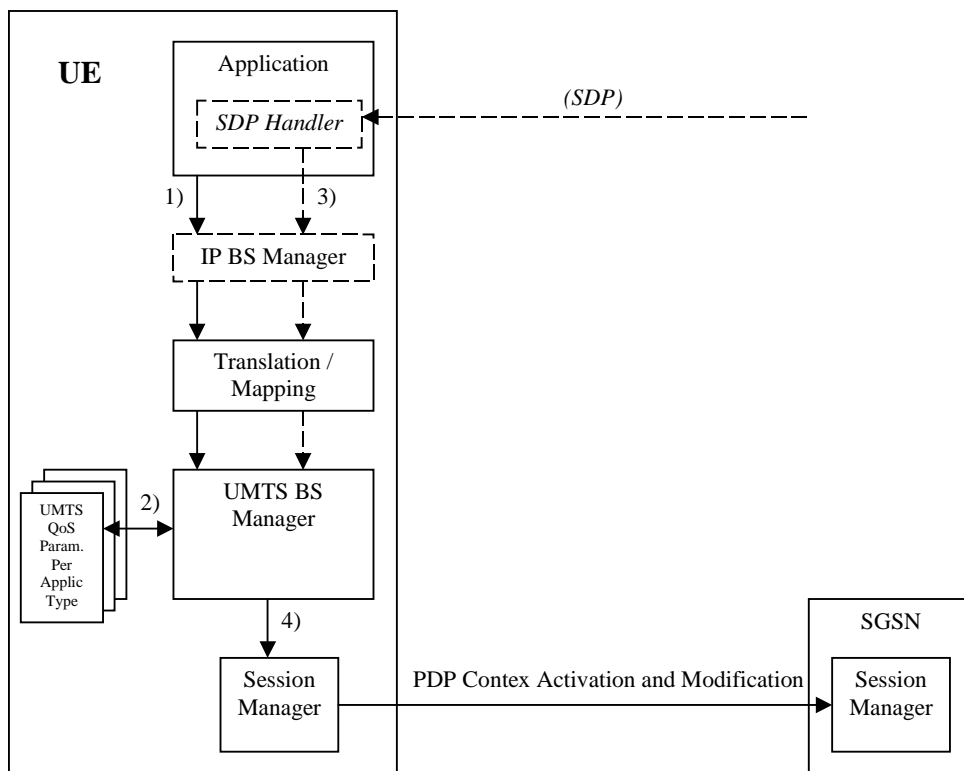 UE
Application
(SDP)
SDP Handler
1)
3)
IP BS Manager
Translation /
Mapping
UMTS BS
Manager
2)
UMTS
QoS
Param.
Per
Applic
Type
4)
SGSN
Session
Manager
PDP Contex Activation and Modification
Session
Manager